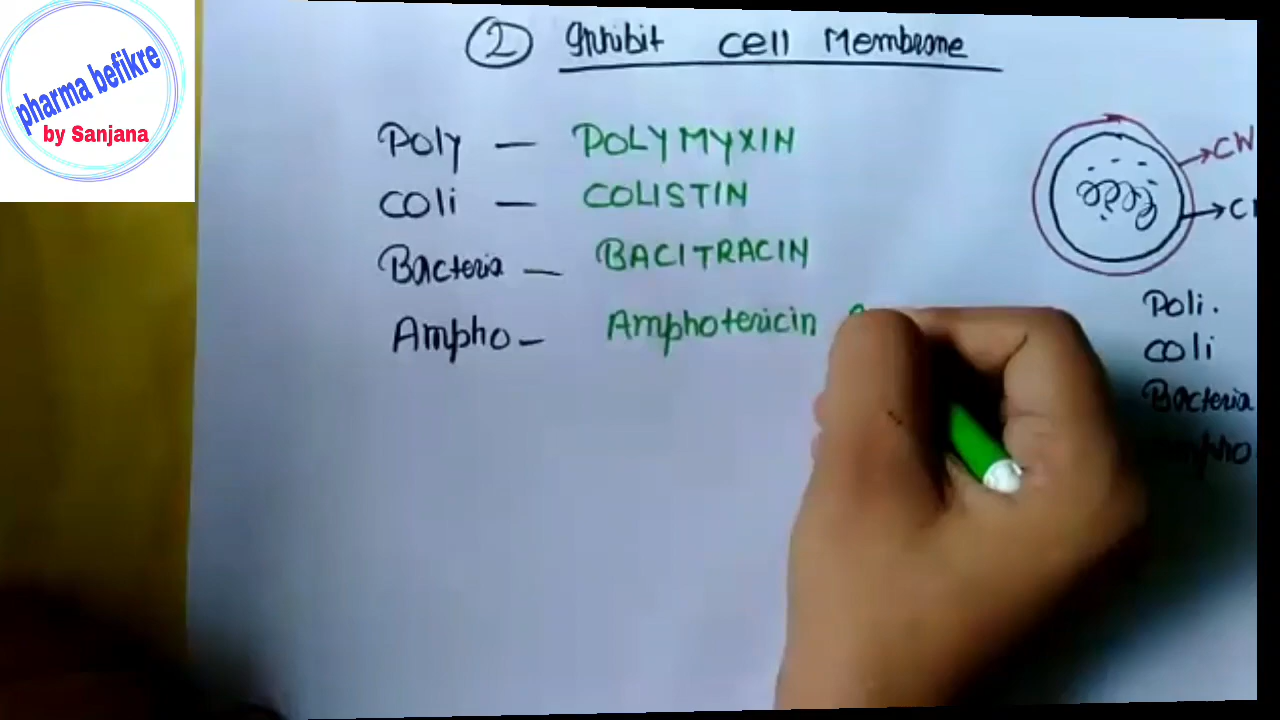 pharma befikre
by Sanjana
② Inhibit cell Membrane
Poly — POLYMYXIN
coli — COLISTIN
Bacteria — BACITRACIN
Ampho — Amphotericin
CW
Poli.
coli
Bacteria